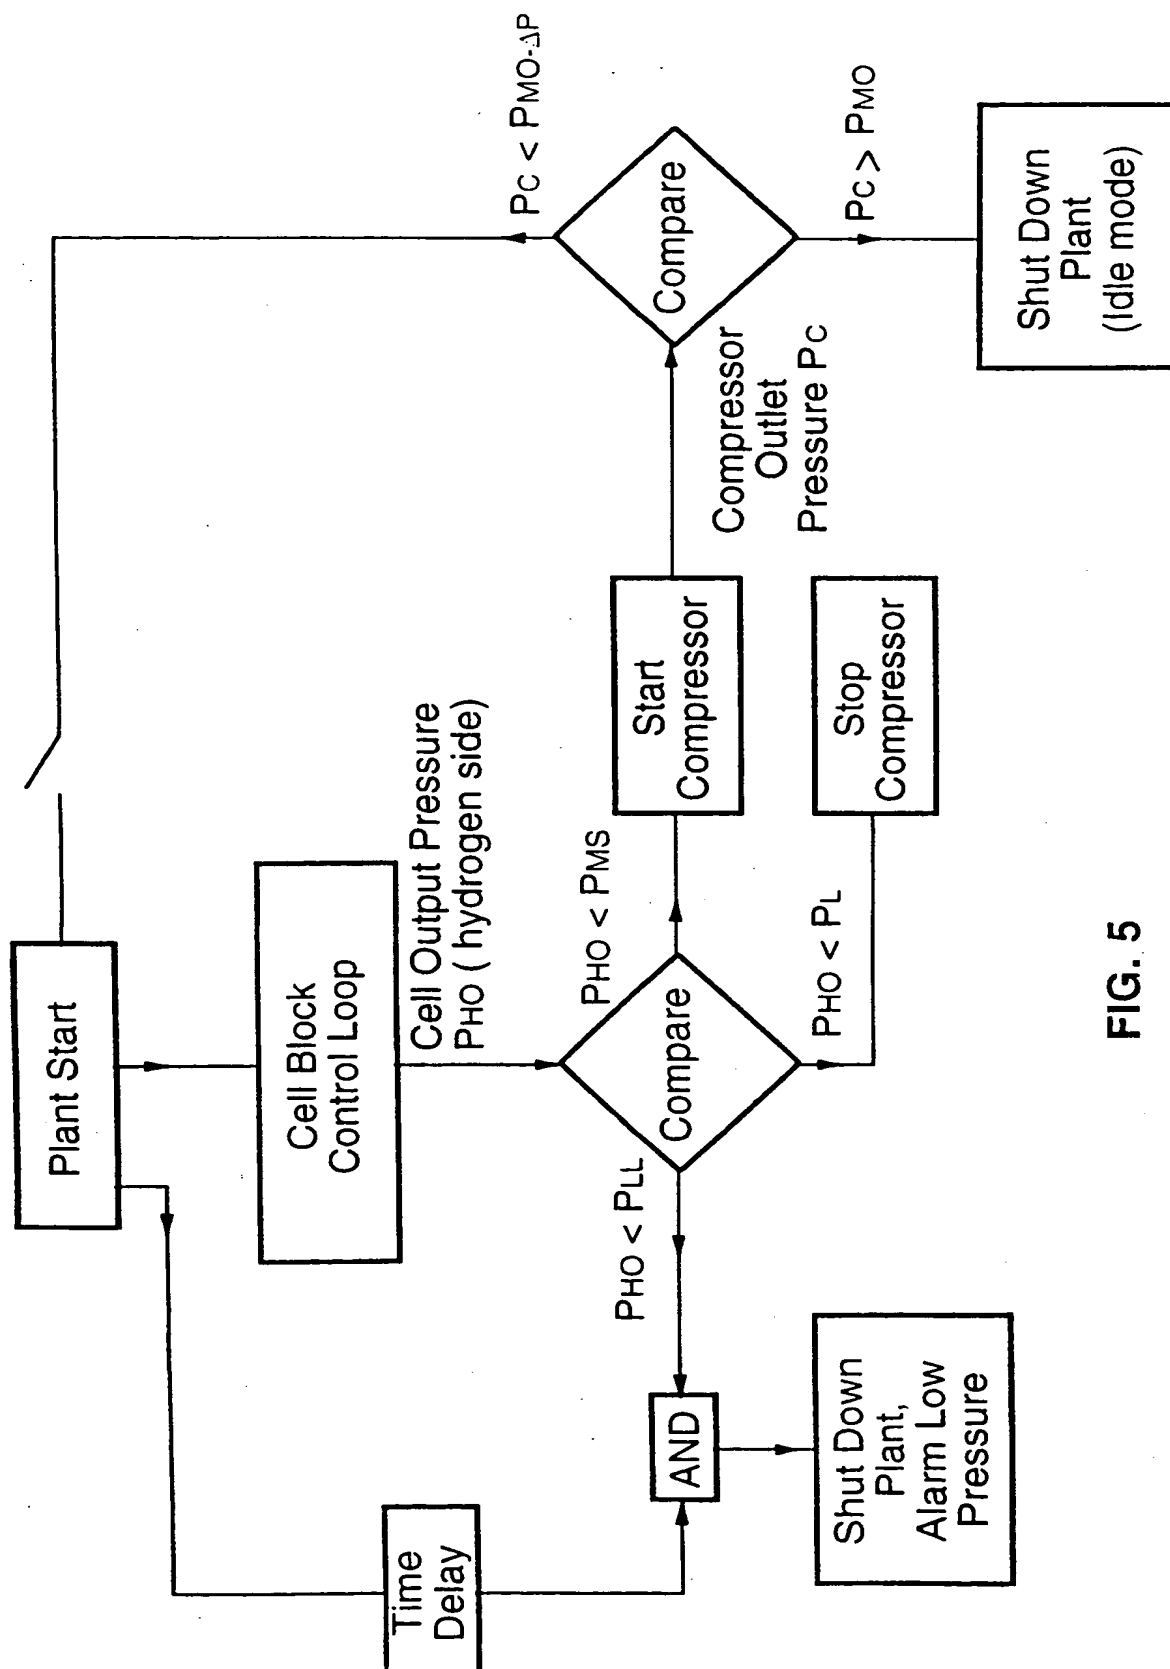 Plant Start
Cell Block
Control Loop
Time
Delay
Cell Output Pressure
PHO ( hydrogen side)
PHO < PLL
Compare
PHO < PMS
PHO < PL
AND
Shut Down
Plant,
Alarm Low
Pressure
Start
Compressor
Stop
Compressor
Compressor
Outlet
Pressure PC
Compare
PC < PMO-ΔP
PC > PMO
Shut Down
Plant
(Idle mode)
FIG. 5